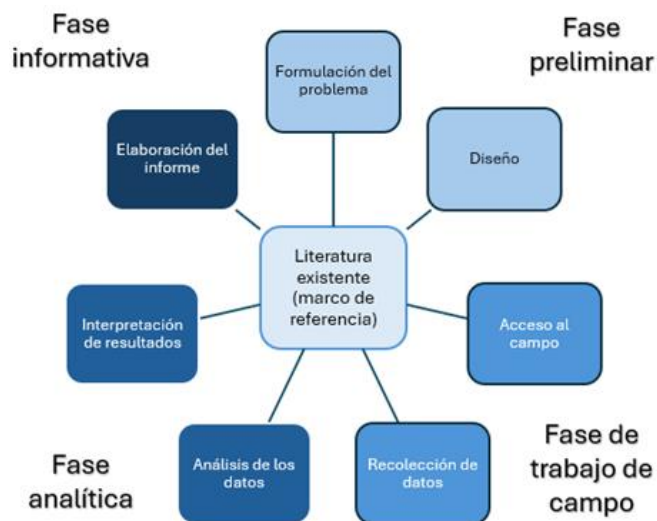 Fase
informativa
Fase
preliminar
Formulación del
problema
Elaboración del
informe
Diseño
Literatura
existente
(marco de
referencia)
Interpretación
de resultados
Acceso al
campo
Análisis de los
datos
Recolección de
datos
Fase
analítica
Fase de
trabajo de
campo